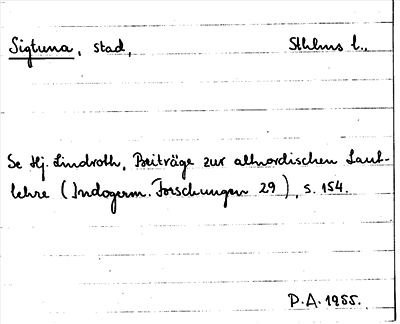 Sigtuna, stad, Sthlms l.,
Se Hj. Lindroth, Beiträge zur altnordischen Laut-
lehre (Indogerm. Forschungen 29), s. 154.
P.A. 1955.